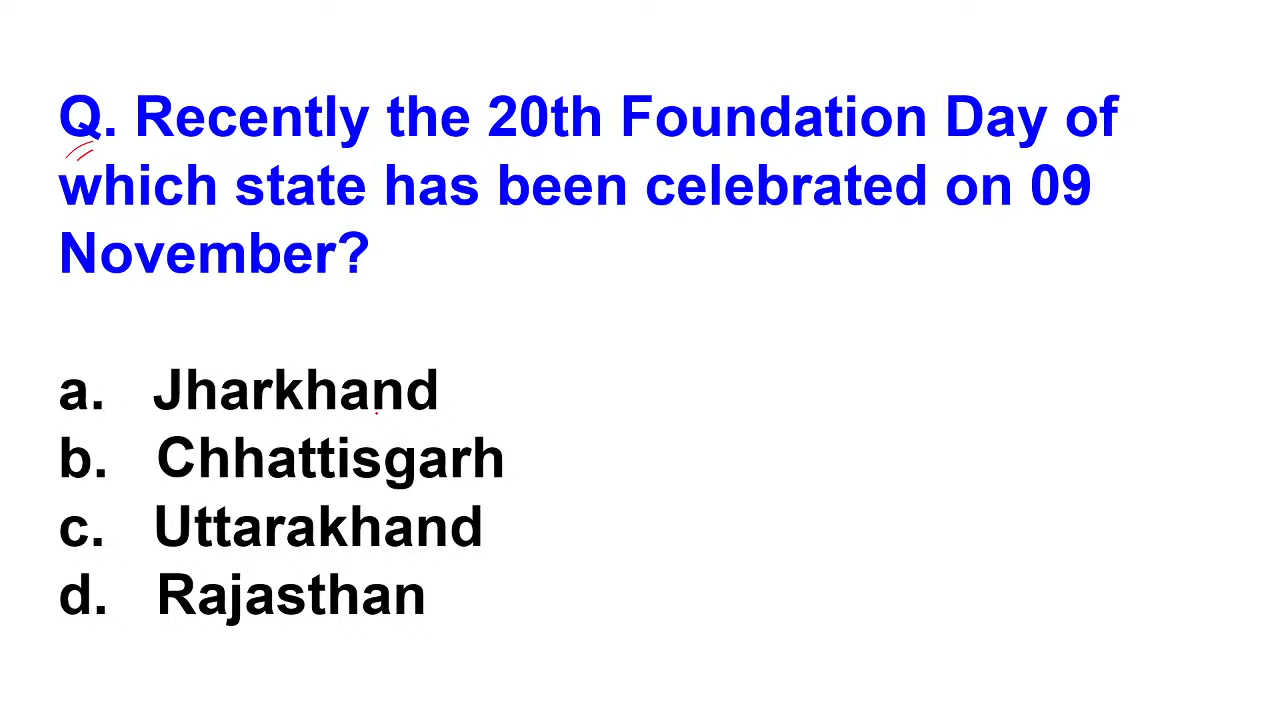 Q. Recently the 20th Foundation Day of
which state has been celebrated on 09
November?
a. Jharkhand
b. Chhattisgarh
c. Uttarakhand
d. Rajasthan